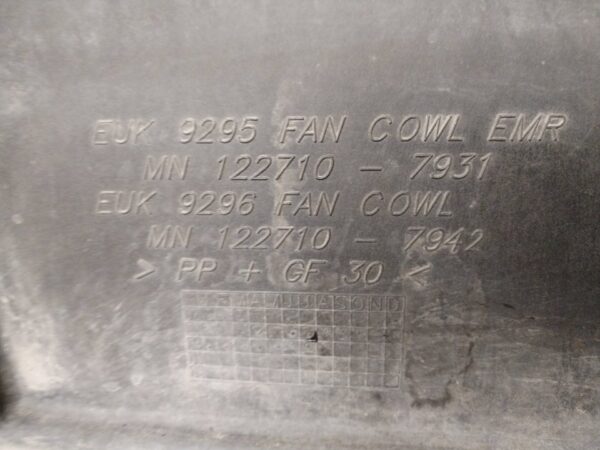 EUK 9295 FAN COWL EMR
MN 122710 - 7931
EUK 9296 FAN COWL
MN 122710 - 7942
> PP + GF 30 <
J F M A M J J A S O N D